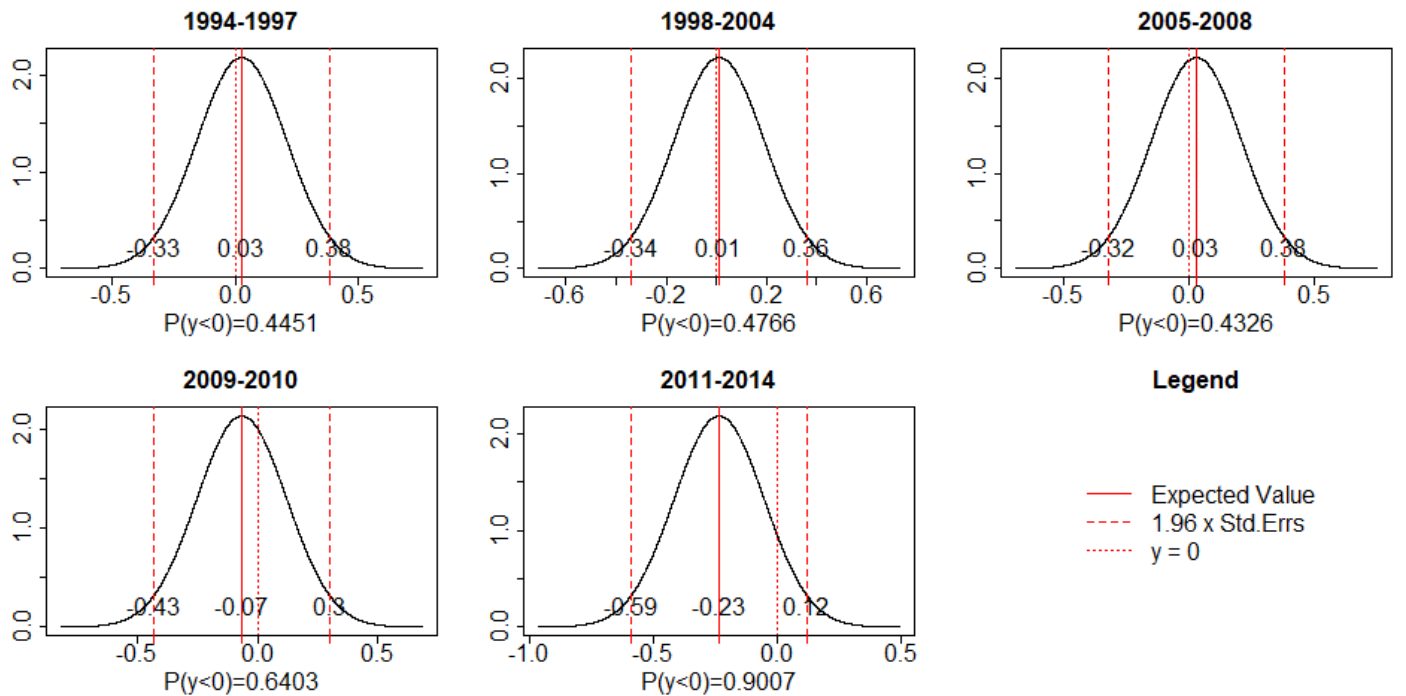 1994-1997
2.0
1.0
0.0
-0.33 0.03 0.38
-0.5 0.0 0.5
P(y<0)=0.4451
1998-2004
2.0
1.0
0.0
-0.34 0.01 0.36
-0.6 -0.2 0.2 0.6
P(y<0)=0.4766
2005-2008
2.0
1.0
0.0
-0.32 0.03 0.38
-0.5 0.0 0.5
P(y<0)=0.4326
2009-2010
2.0
1.0
0.0
-0.43 -0.07 0.3
-0.5 0.0 0.5
P(y<0)=0.6403
2011-2014
2.0
1.0
0.0
-0.59 -0.23 0.12
-1.0 -0.5 0.0 0.5
P(y<0)=0.9007
Legend
Expected Value
1.96 x Std.Errs
y = 0